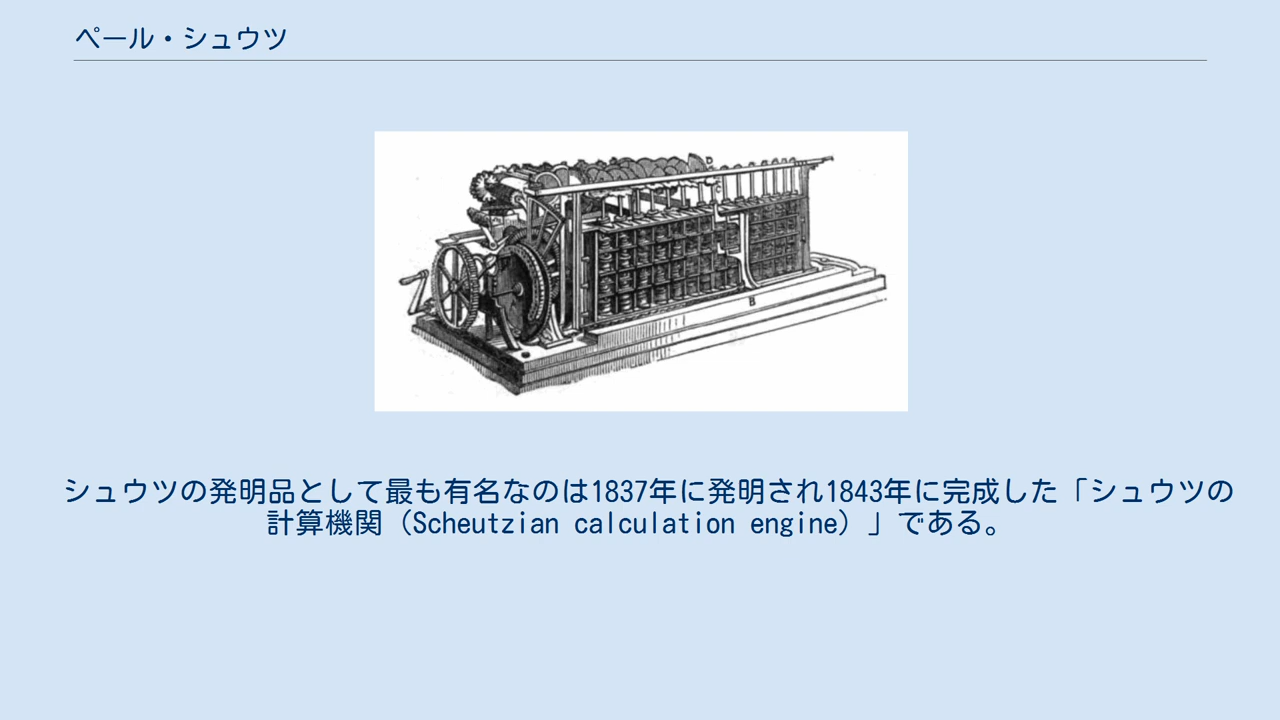 ペール・シュウツ
D
C
B
シュウツの発明品として最も有名なのは1837年に発明され1843年に完成した「シュウツの
計算機関（Scheutzian calculation engine）」である。